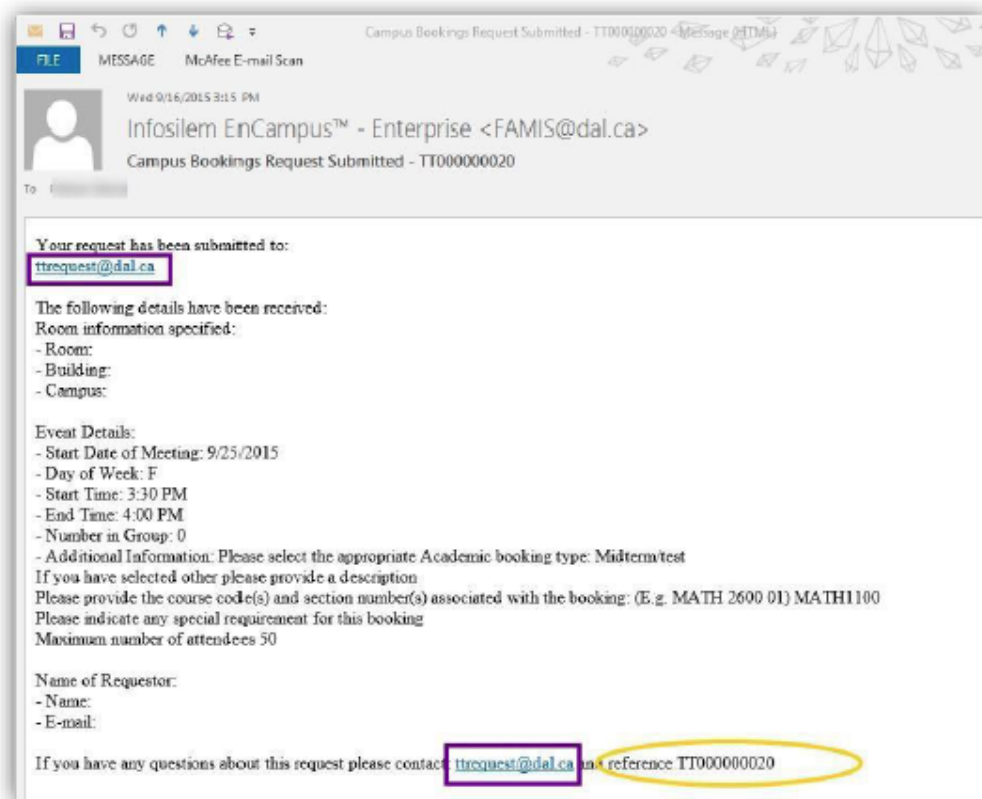 Campus Bookings Request Submitted - TT000000020 - Message (HTML)
FILE MESSAGE McAfee E-mail Scan
Wed 9/16/2015 3:15 PM
Infosilem EnCampus™ - Enterprise <FAMIS@dal.ca>
Campus Bookings Request Submitted - TT000000020
To
Your request has been submitted to:
ttrequest@dal.ca
The following details have been received:
Room information specified:
- Room:
- Building:
- Campus:
Event Details:
- Start Date of Meeting: 9/25/2015
- Day of Week: F
- Start Time: 3:30 PM
- End Time: 4:00 PM
- Number in Group: 0
- Additional Information: Please select the appropriate Academic booking type: Midterm/test
If you have selected other please provide a description
Please provide the course code(s) and section number(s) associated with the booking: (E.g. MATH 2600 01) MATH1100
Please indicate any special requirement for this booking
Maximum number of attendees 50
Name of Requestor:
- Name:
- E-mail:
If you have any questions about this request please contact ttrequest@dal.ca and reference TT000000020